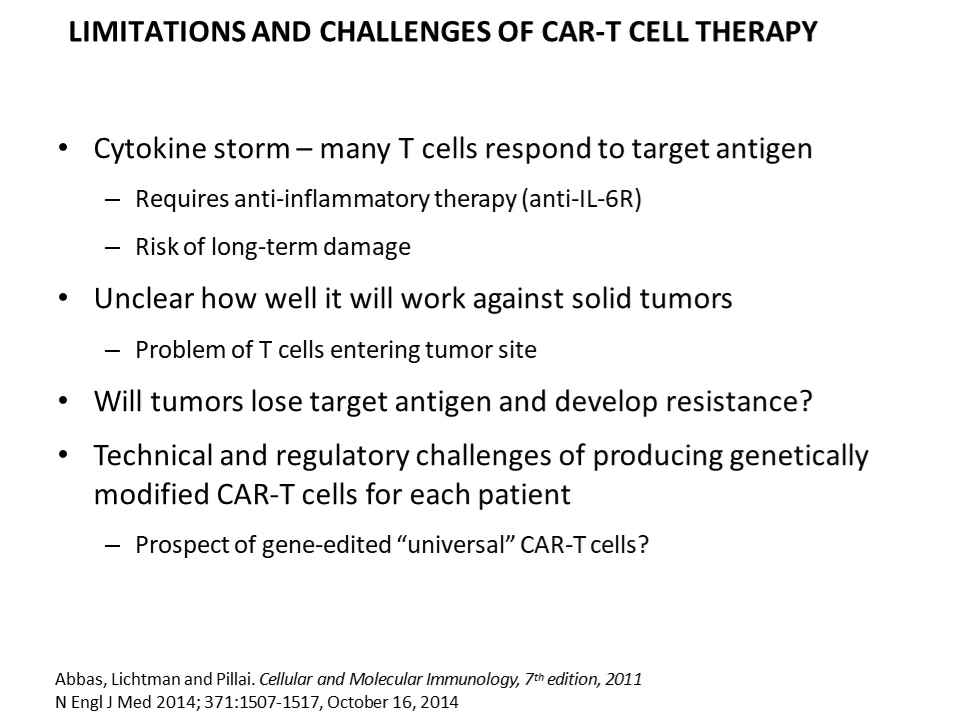 LIMITATIONS AND CHALLENGES OF CAR-T CELL THERAPY
• Cytokine storm – many T cells respond to target antigen
– Requires anti-inflammatory therapy (anti-IL-6R)
– Risk of long-term damage
• Unclear how well it will work against solid tumors
– Problem of T cells entering tumor site
• Will tumors lose target antigen and develop resistance?
• Technical and regulatory challenges of producing genetically
modified CAR-T cells for each patient
– Prospect of gene-edited “universal” CAR-T cells?
Abbas, Lichtman and Pillai. Cellular and Molecular Immunology, 7th edition, 2011
N Engl J Med 2014; 371:1507-1517, October 16, 2014